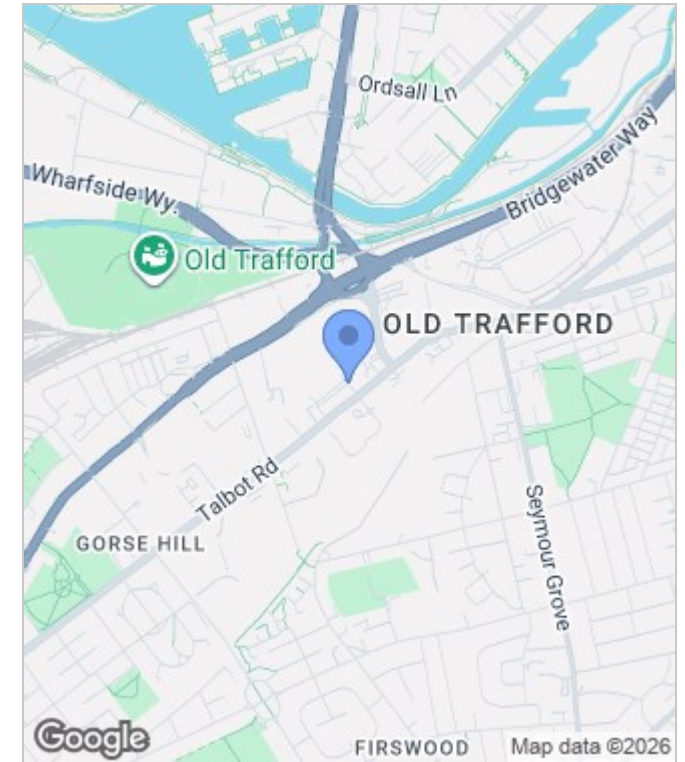 Ordsall Ln
Bridgewater Way
Wharfside Wy.
Old Trafford
OLD TRAFFORD
Talbot Rd
GORSE HILL
Seymour Grove
FIRSWOOD
Google
Map data ©2026